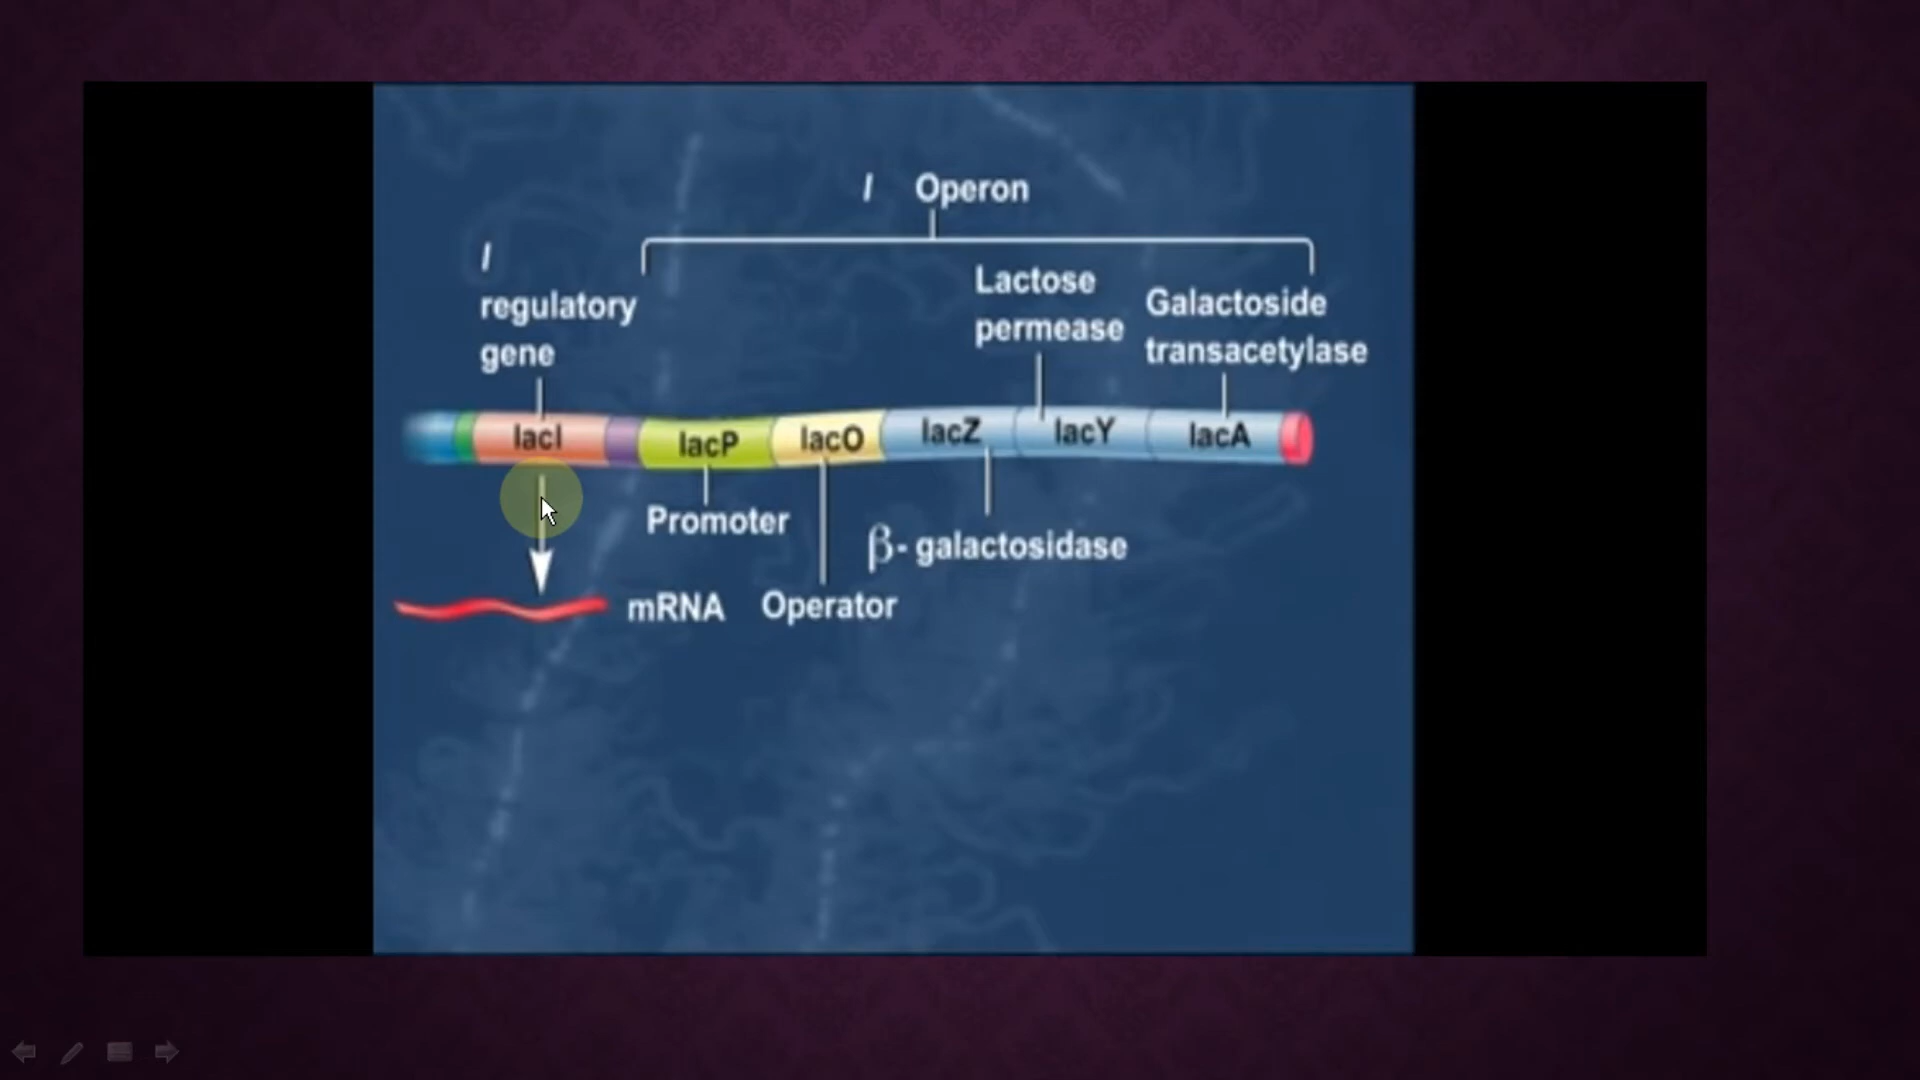 l Operon
l
regulatory
gene
Lactose
permease
Galactoside
transacetylase
lacI
lacP
lacO
lacZ
lacY
lacA
Promoter
β- galactosidase
mRNA
Operator